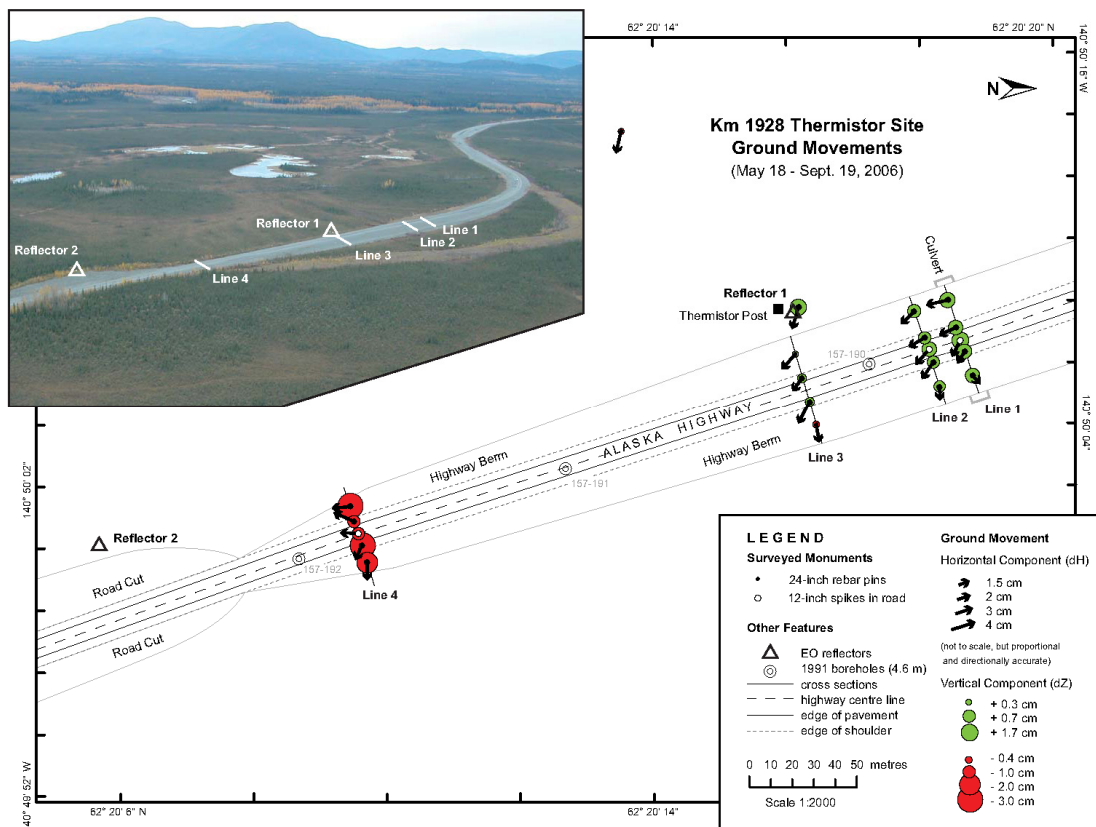 62° 20' 14
62° 20' 20" N
140° 50' 15" W
N
Km 1928 Thermistor Site
Ground Movements
(May 18 - Sept. 19, 2006)
Reflector 1
Reflector 2
Line 1
Line 2
Line 3
Line 4
Culvert
Reflector 1
Thermistor Post
157-190
Line 1
Line 2
Line 3
140° 50' 04"
ALASKA HIGHWAY
Highway Berm
Highway Berm
157-191
140° 50' 02"
Reflector 2
157-192
Road Cut
Road Cut
Line 4
40° 49' 52" W
62° 20' 6" N
62° 20' 14
LEGEND
Surveyed Monuments
24-inch rebar pins
12-inch spikes in road
Other Features
EO reflectors
1991 boreholes (4.6 m)
cross sections
highway centre line
edge of pavement
edge of shoulder
0 10 20 30 40 50 metres
Scale 1:2000
Ground Movement
Horizontal Component (dH)
1.5 cm
2 cm
3 cm
4 cm
(not to scale, but proportional
and directionally accurate)
Vertical Component (dZ)
+ 0.3 cm
+ 0.7 cm
+ 1.7 cm
- 0.4 cm
- 1.0 cm
- 2.0 cm
- 3.0 cm